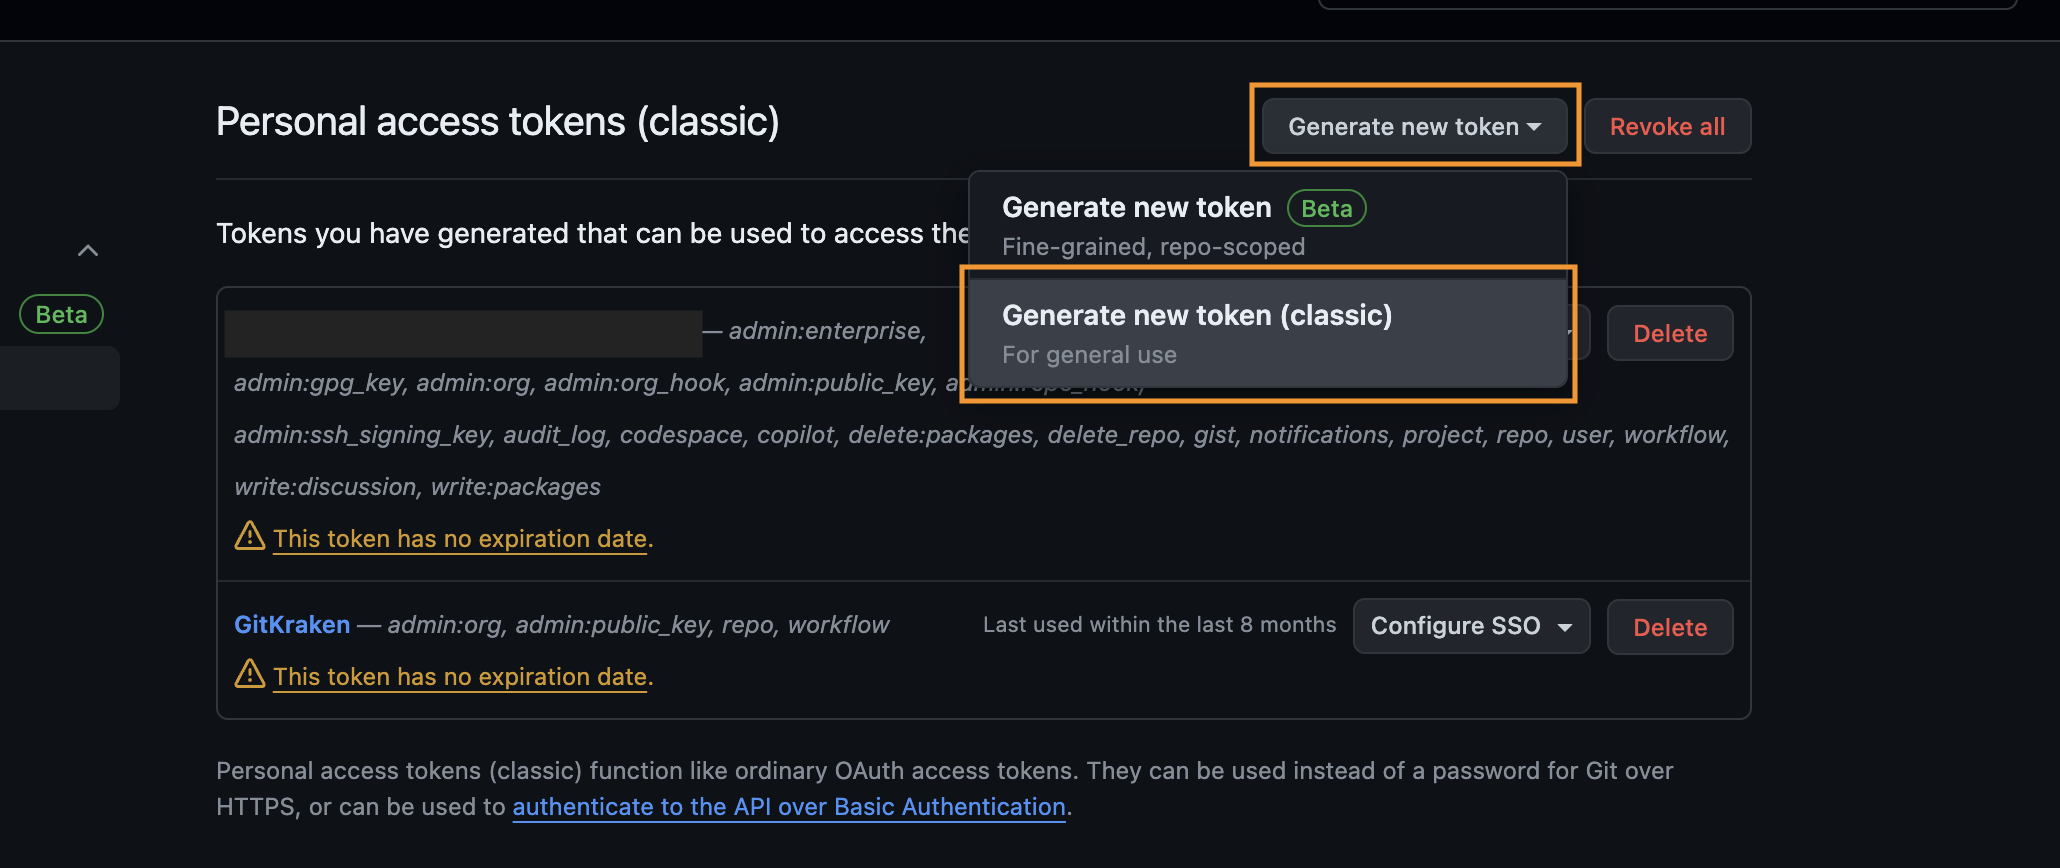 Personal access tokens (classic)
Generate new token
Revoke all
Generate new token Beta
Fine-grained, repo-scoped
Generate new token (classic)
For general use
Tokens you have generated that can be used to access the
Beta
— admin:enterprise,
Delete
admin:gpg_key, admin:org, admin:org_hook, admin:public_key, admin:repo_hook,
admin:ssh_signing_key, audit_log, codespace, copilot, delete:packages, delete_repo, gist, notifications, project, repo, user, workflow,
write:discussion, write:packages
This token has no expiration date.
GitKraken — admin:org, admin:public_key, repo, workflow
Last used within the last 8 months
Configure SSO
Delete
This token has no expiration date.
Personal access tokens (classic) function like ordinary OAuth access tokens. They can be used instead of a password for Git over
HTTPS, or can be used to authenticate to the API over Basic Authentication.